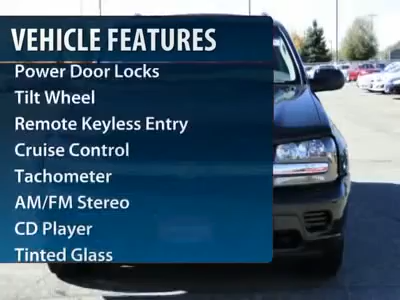 VEHICLE FEATURES
Power Door Locks
Tilt Wheel
Remote Keyless Entry
Cruise Control
Tachometer
AM/FM Stereo
CD Player
Tinted Glass